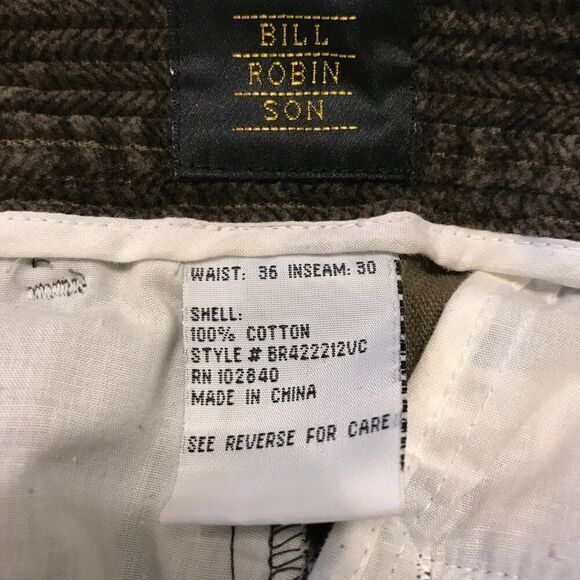 BILL
ROBIN
SON
WAIST: 36 INSEAM: 30
SHELL:
100% COTTON
STYLE # BR422212VC
RN 102840
MADE IN CHINA
SEE REVERSE FOR CARE